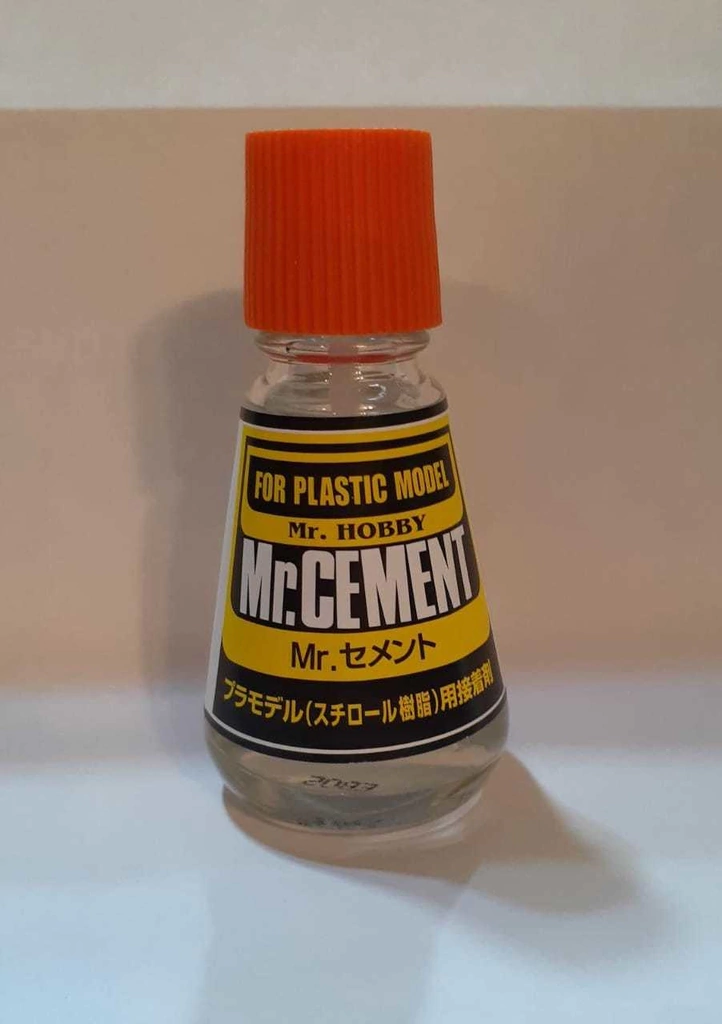 FOR PLASTIC MODEL
Mr. HOBBY
Mr.CEMENT
Mr.セメント
プラモデル(スチロール樹脂)用接着剤